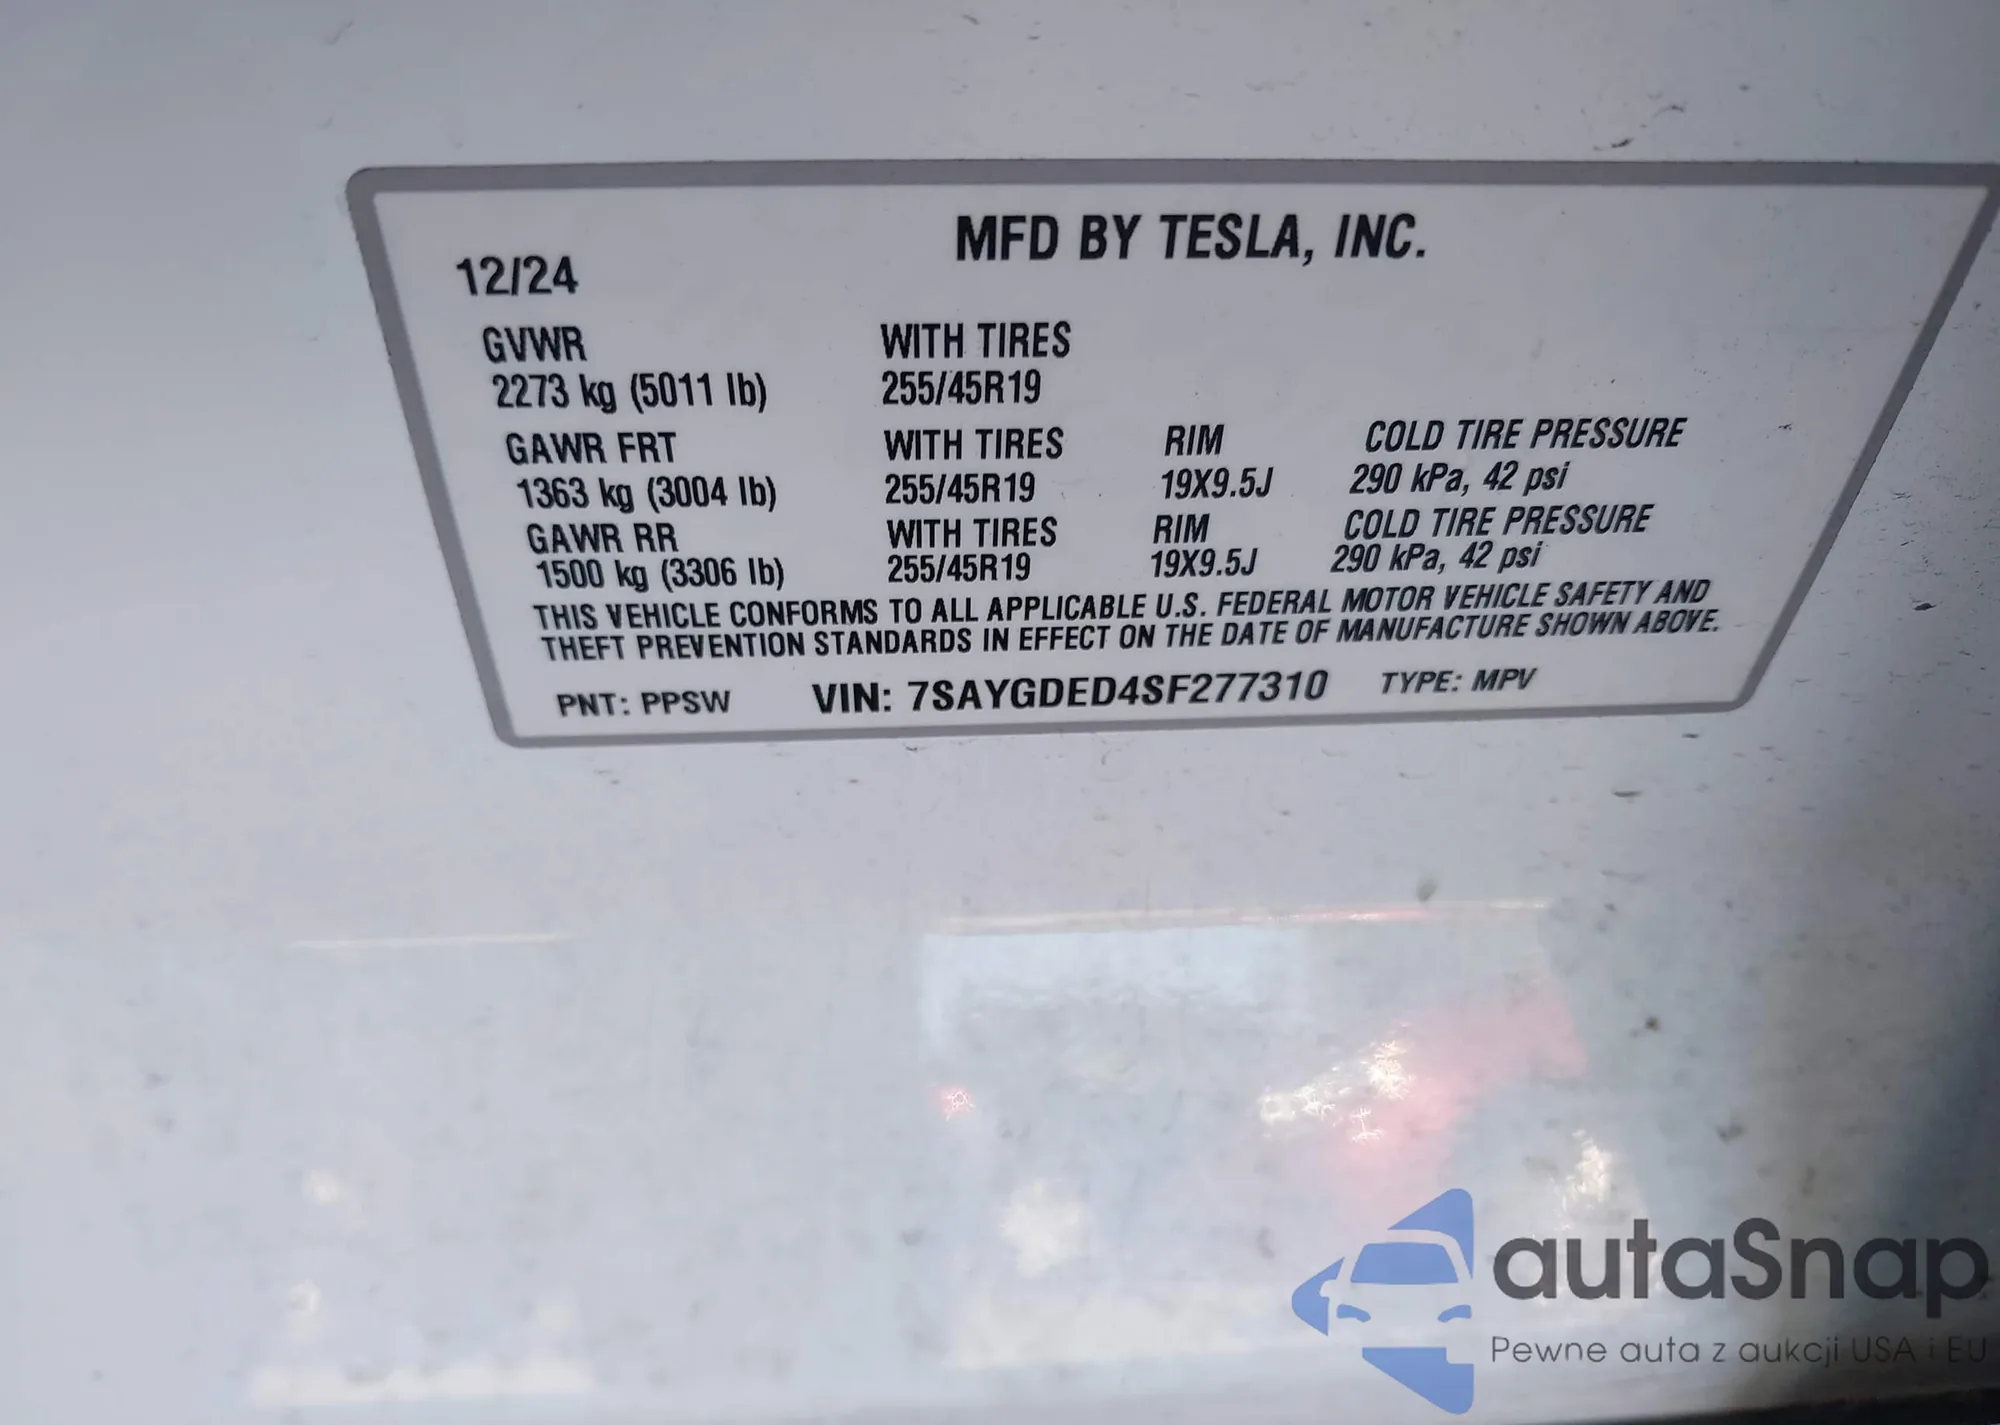 MFD BY TESLA, INC.
12/24
GVWR WITH TIRES
2273 kg (5011 lb) 255/45R19
GAWR FRT WITH TIRES RIM COLD TIRE PRESSURE
1363 kg (3004 lb) 255/45R19 19X9.5J 290 kPa, 42 psi
GAWR RR WITH TIRES RIM COLD TIRE PRESSURE
1500 kg (3306 lb) 255/45R19 19X9.5J 290 kPa, 42 psi
THIS VEHICLE CONFORMS TO ALL APPLICABLE U.S. FEDERAL MOTOR VEHICLE SAFETY AND
THEFT PREVENTION STANDARDS IN EFFECT ON THE DATE OF MANUFACTURE SHOWN ABOVE.
PNT: PPSW VIN: 7SAYGDED4SF277310 TYPE: MPV
autaSnap
Pewne auta z aukcji USA i EU